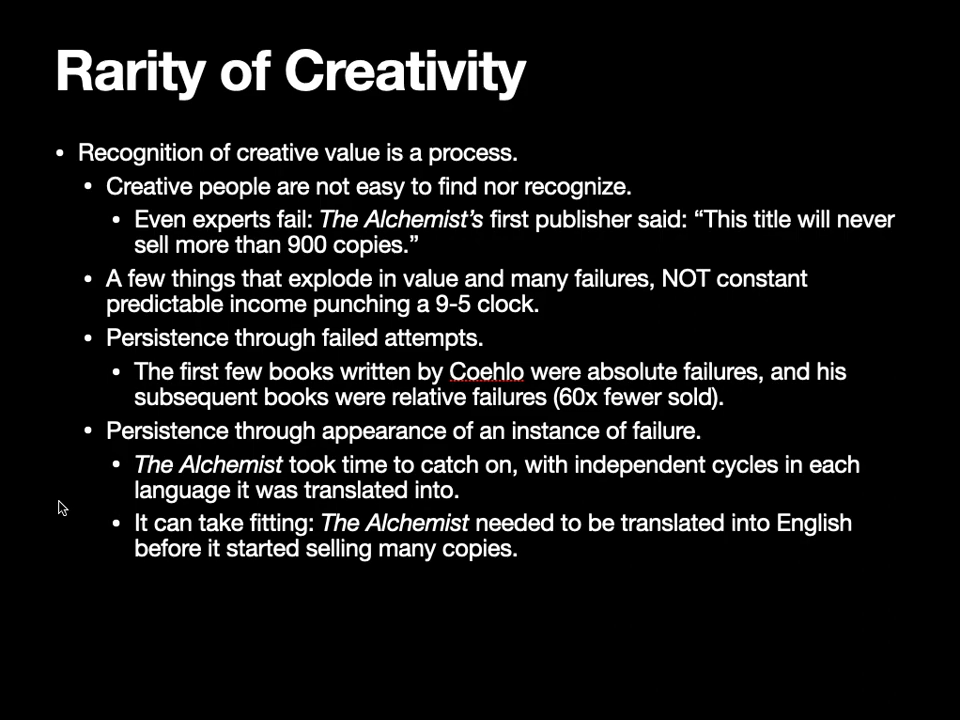 Rarity of Creativity
• Recognition of creative value is a process.
• Creative people are not easy to find nor recognize.
• Even experts fail: The Alchemist’s first publisher said: “This title will never
sell more than 900 copies.”
• A few things that explode in value and many failures, NOT constant
predictable income punching a 9-5 clock.
• Persistence through failed attempts.
• The first few books written by Coehlo were absolute failures, and his
subsequent books were relative failures (60x fewer sold).
• Persistence through appearance of an instance of failure.
• The Alchemist took time to catch on, with independent cycles in each
language it was translated into.
• It can take fitting: The Alchemist needed to be translated into English
before it started selling many copies.